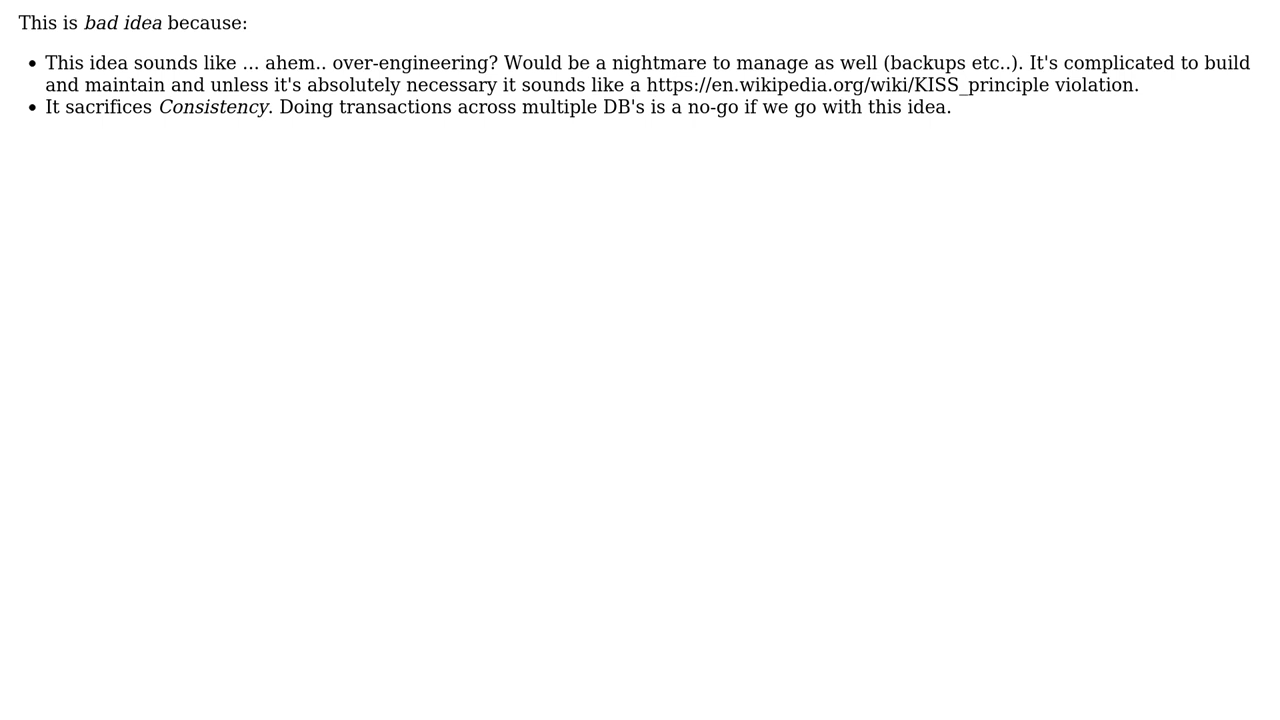 This is bad idea because:
• This idea sounds like ... ahem.. over-engineering? Would be a nightmare to manage as well (backups etc..). It's complicated to build
and maintain and unless it's absolutely necessary it sounds like a https://en.wikipedia.org/wiki/KISS_principle violation.
• It sacrifices Consistency. Doing transactions across multiple DB's is a no-go if we go with this idea.